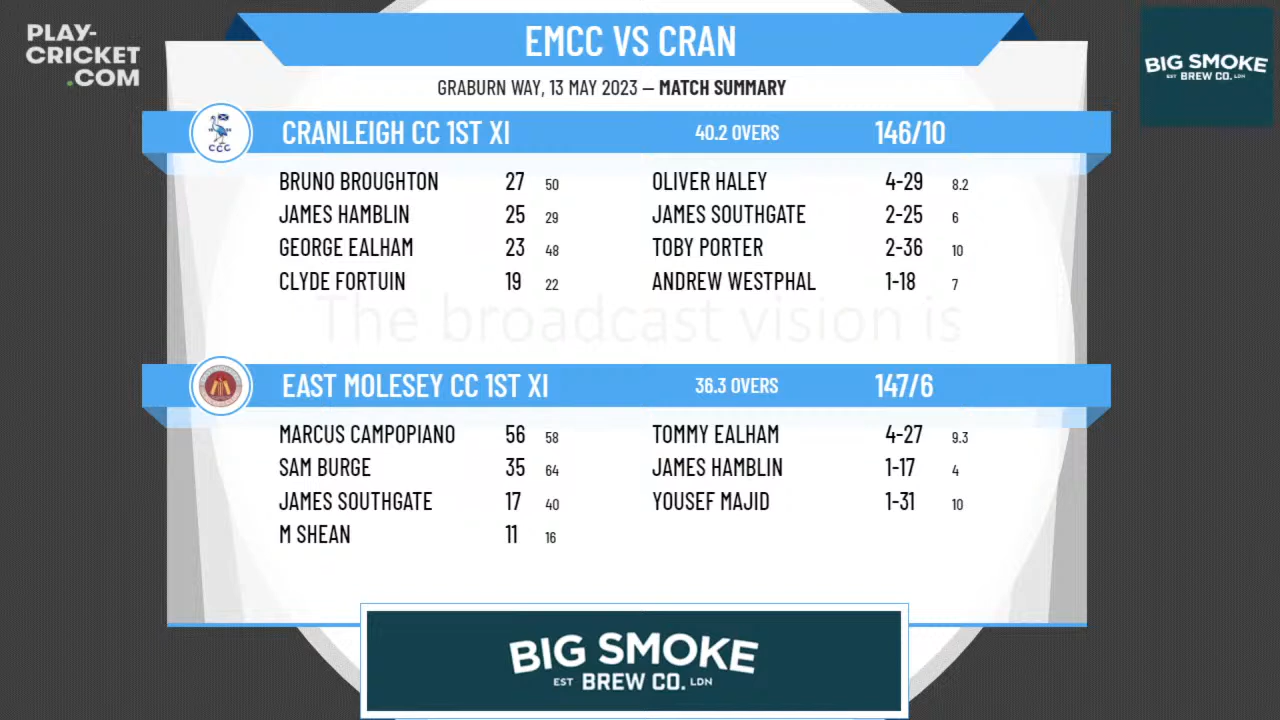 PLAY-
CRICKET
.COM
EMCC VS CRAN
BIG SMOKE
EST BREW CO. LDN
GRABURN WAY, 13 MAY 2023 – MATCH SUMMARY
CCC
CRANLEIGH CC 1ST XI 40.2 OVERS 146/10
BRUNO BROUGHTON 27 50 OLIVER HALEY 4-29 8.2
JAMES HAMBLIN 25 29 JAMES SOUTHGATE 2-25 6
GEORGE EALHAM 23 48 TOBY PORTER 2-36 10
CLYDE FORTUIN 19 22 ANDREW WESTPHAL 1-18 7
The broadcast vision is
EAST MOLESEY CC 1ST XI 36.3 OVERS 147/6
MARCUS CAMPOPIANO 56 58 TOMMY EALHAM 4-27 9.3
SAM BURGE 35 64 JAMES HAMBLIN 1-17 4
JAMES SOUTHGATE 17 40 YOUSEF MAJID 1-31 10
M SHEAN 11 16
BIG SMOKE
EST BREW CO. LDN